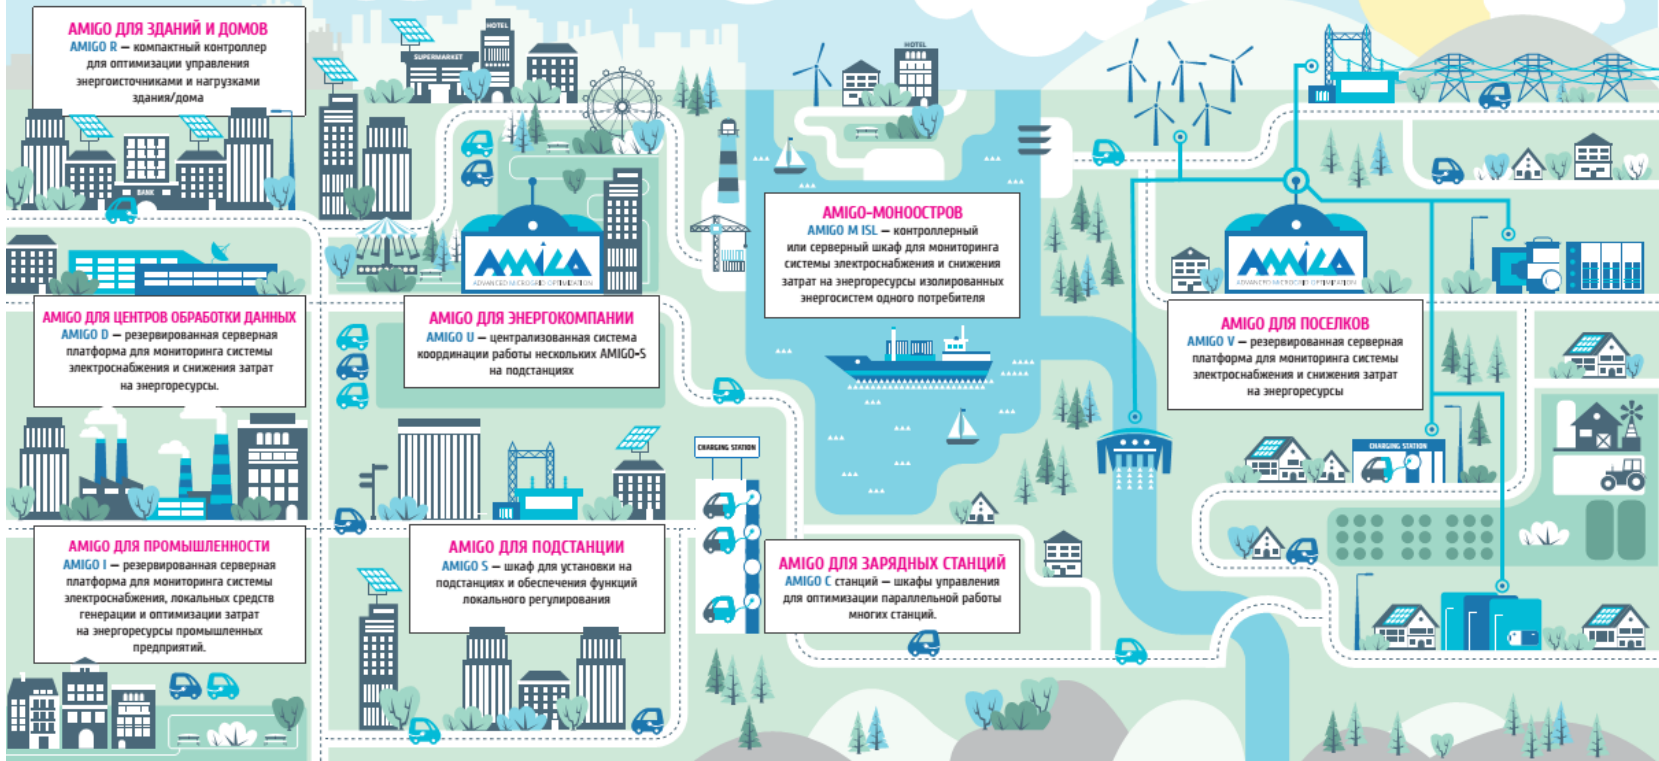 AMIGO ДЛЯ ЗДАНИЙ И ДОМОВ
AMIGO R — компактный контроллер
для оптимизации управления
энергоисточниками и нагрузками
здания/дома
SUPERMARKET
HOTEL
HOTEL
BANK
AMIGO
ADVANCED MICROGRID OPTIMIZATION
AMIGO-МОНООСТРОВ
AMIGO M ISL — контроллерный
или серверный шкаф для мониторинга
системы электроснабжения и снижения
затрат на энергоресурсы изолированных
энергосистем одного потребителя
AMIGO
ADVANCED MICROGRID OPTIMIZATION
AMIGO ДЛЯ ЦЕНТРОВ ОБРАБОТКИ ДАННЫХ
AMIGO D — резервированная серверная
платформа для мониторинга системы
электроснабжения и снижения затрат
на энергоресурсы.
AMIGO ДЛЯ ЭНЕРГОКОМПАНИИ
AMIGO U — централизованная система
координации работы нескольких AMIGO-S
на подстанциях
AMIGO ДЛЯ ПОСЕЛКОВ
AMIGO V — резервированная серверная
платформа для мониторинга системы
электроснабжения и снижения затрат
на энергоресурсы
CHARGING STATION
CHARGING STATION
AMIGO ДЛЯ ПРОМЫШЛЕННОСТИ
AMIGO I — резервированная серверная
платформа для мониторинга системы
электроснабжения, локальных средств
генерации и оптимизации затрат
на энергоресурсы промышленных
предприятий.
AMIGO ДЛЯ ПОДСТАНЦИИ
AMIGO S — шкаф для установки на
подстанциях и обеспечения функций
локального регулирования
AMIGO ДЛЯ ЗАРЯДНЫХ СТАНЦИЙ
AMIGO C станций — шкафы управления
для оптимизации параллельной работы
многих станций.